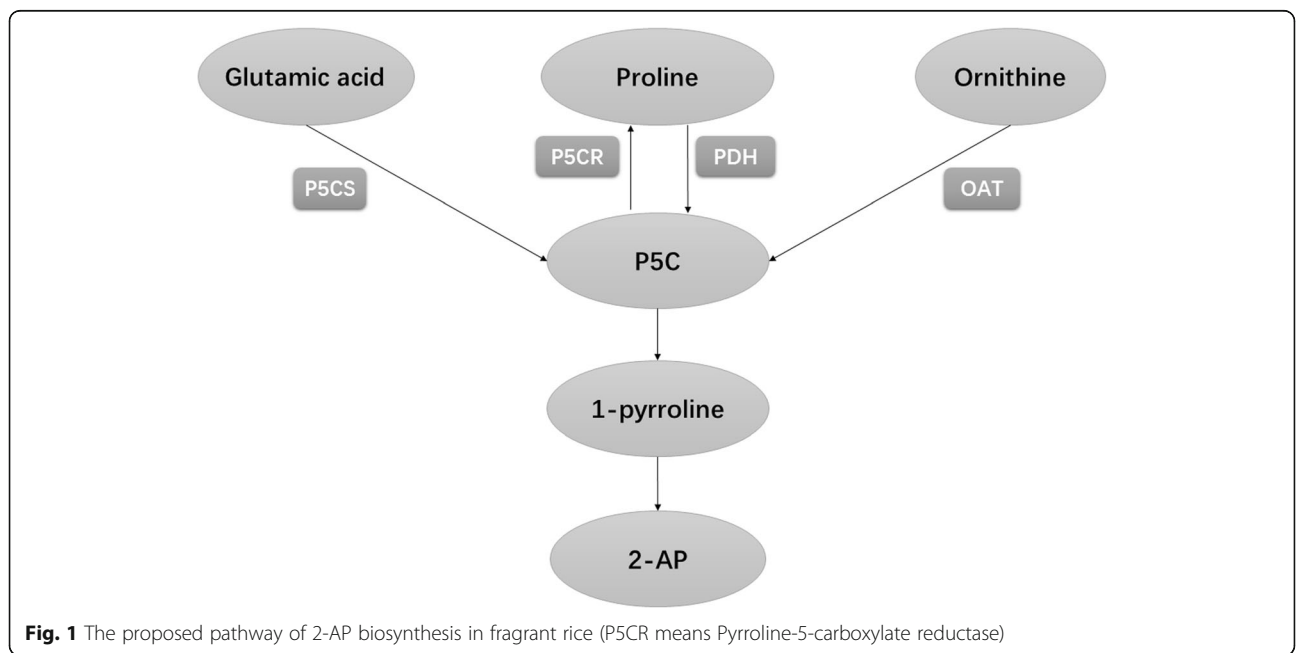 Glutamic acid
Proline
Ornithine
P5CR
PDH
P5CS
OAT
P5C
1-pyrroline
2-AP
Fig. 1 The proposed pathway of 2-AP biosynthesis in fragrant rice (P5CR means Pyrroline-5-carboxylate reductase)